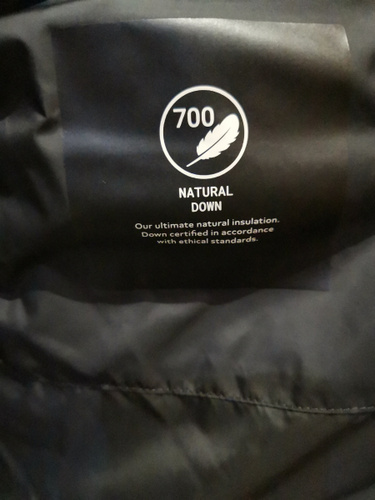 700
NATURAL
DOWN
Our ultimate natural insulation.
Down certified in accordance
with ethical standards.